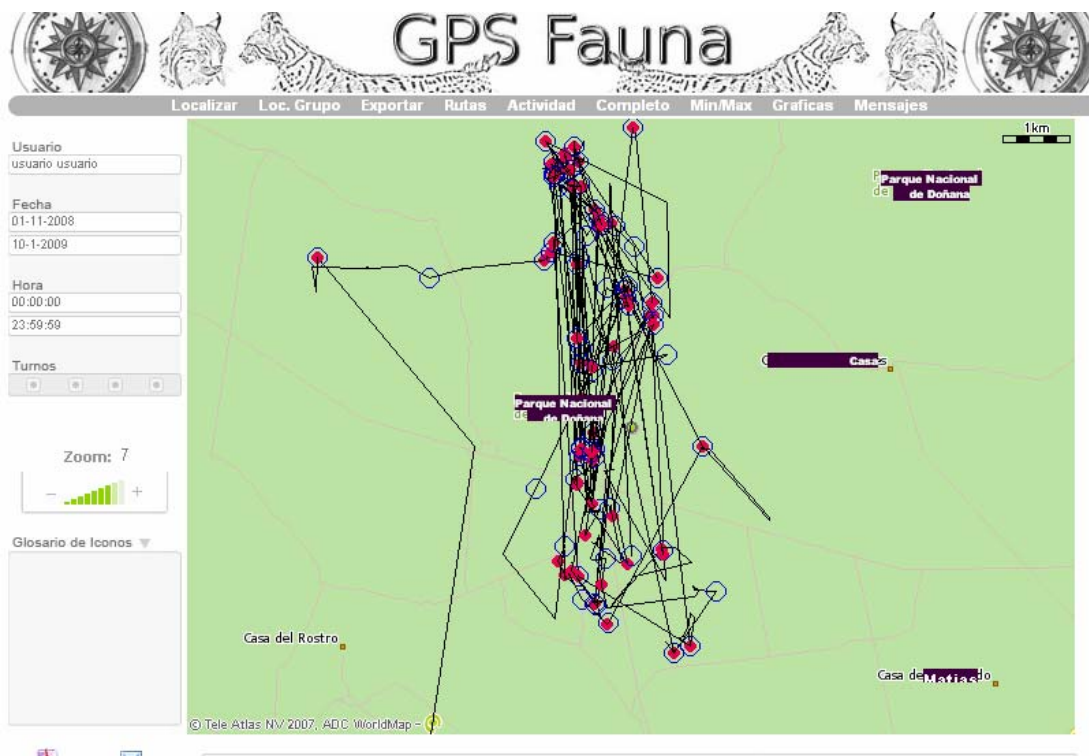 GPS Fauna
Localizar Loc. Grupo Exportar Rutas Actividad Completo Min/Max Graficas Mensajes
Usuario
usuario usuario
Fecha
01-11-2008
10-1-2009
Hora
00:00:00
23:59:59
Turnos
Zoom: 7
- +
Glosario de Iconos
1km
Parque Nacional
de Doñana
Casa
Parque Nacional
de Doñana
Casa del Rostro
Casa de Matias
© Tele Atlas NV 2007, ADC WorldMap -